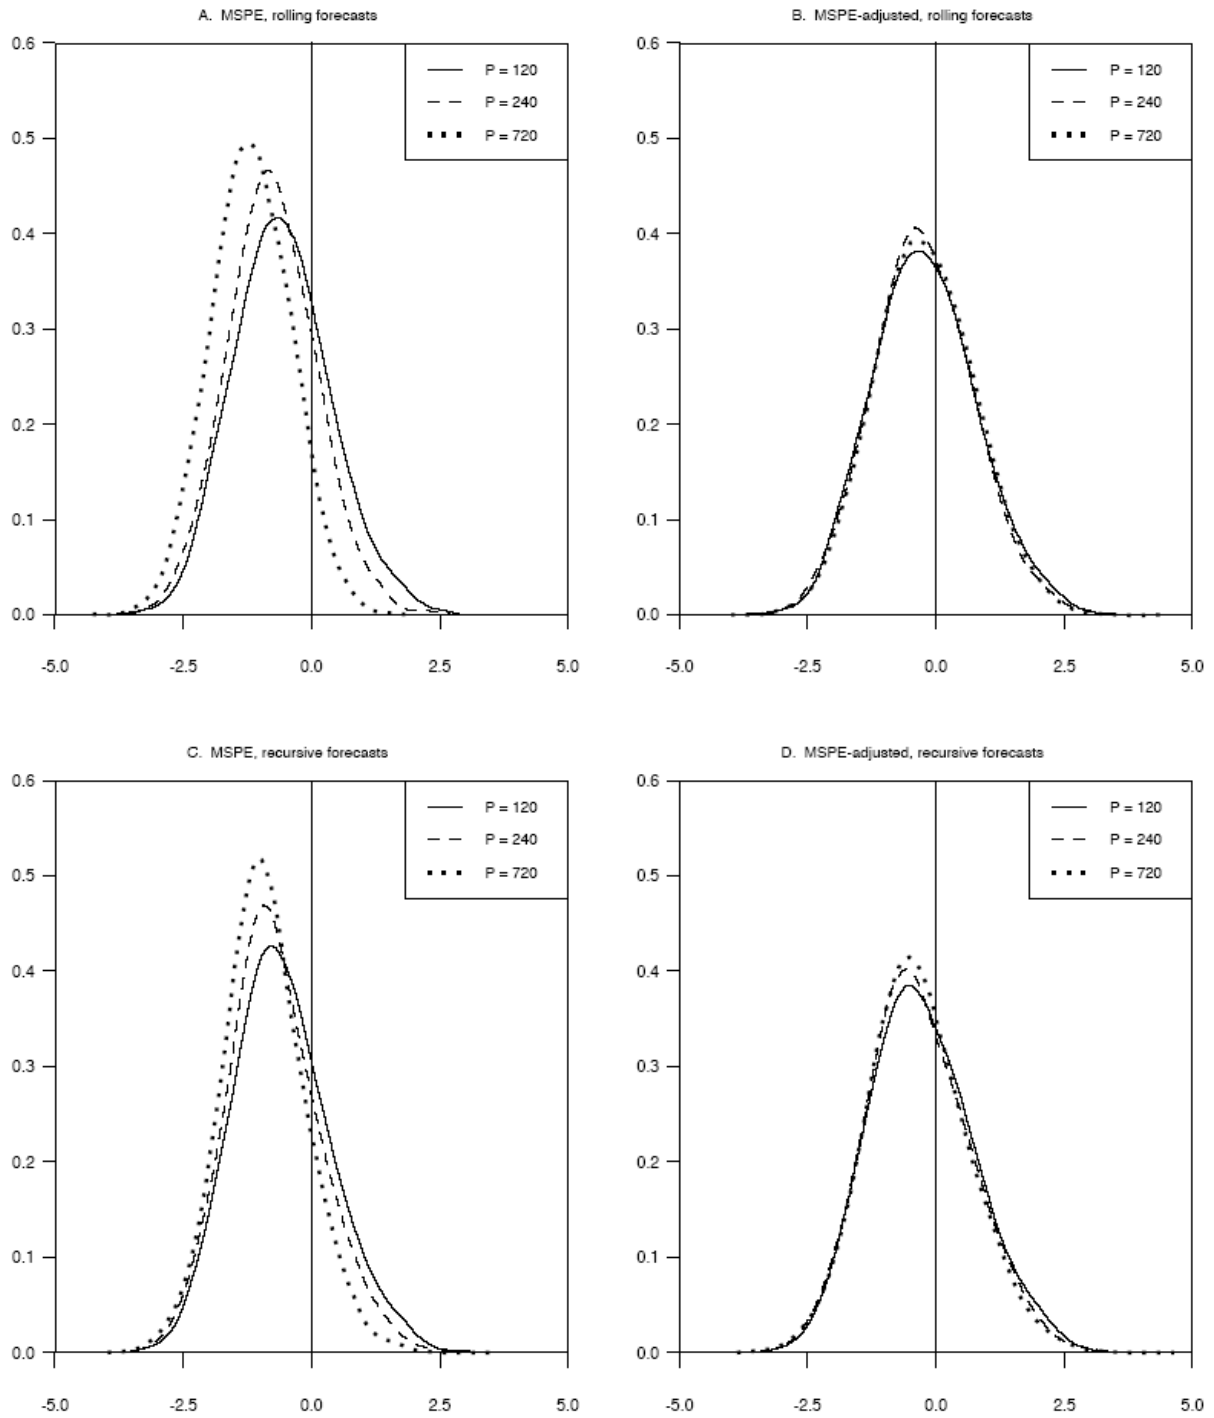 A. MSPE, rolling forecasts
0.6
0.5
0.4
0.3
0.2
0.1
0.0
-5.0 -2.5 0.0 2.5 5.0
P = 120
P = 240
P = 720
B. MSPE-adjusted, rolling forecasts
0.6
0.5
0.4
0.3
0.2
0.1
0.0
-5.0 -2.5 0.0 2.5 5.0
P = 120
P = 240
P = 720
C. MSPE, recursive forecasts
0.6
0.5
0.4
0.3
0.2
0.1
0.0
-5.0 -2.5 0.0 2.5 5.0
P = 120
P = 240
P = 720
D. MSPE-adjusted, recursive forecasts
0.6
0.5
0.4
0.3
0.2
0.1
0.0
-5.0 -2.5 0.0 2.5 5.0
P = 120
P = 240
P = 720